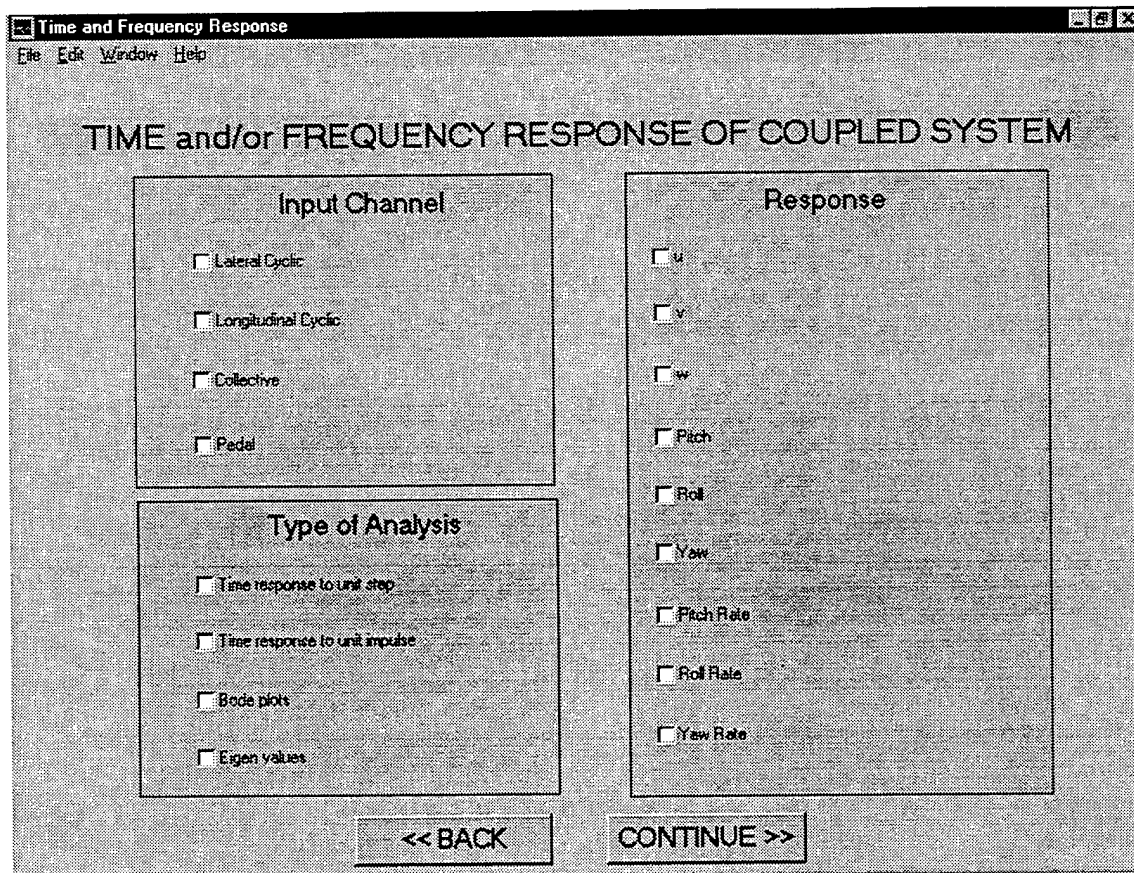 Time and Frequency Response
File Edit Window Help
TIME and/or FREQUENCY RESPONSE OF COUPLED SYSTEM
Input Channel
Lateral Cyclic
Longitudinal Cyclic
Collective
Pedal
Type of Analysis
Time response to unit step
Time response to unit impulse
Bode plots
Eigen values
Response
u
v
w
Pitch
Roll
Yaw
Pitch Rate
Roll Rate
Yaw Rate
<< BACK
CONTINUE >>